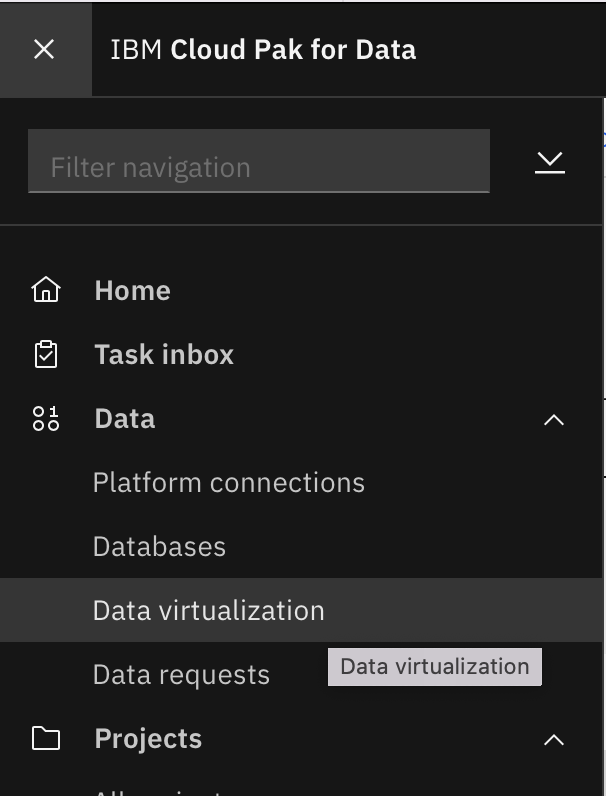 IBM Cloud Pak for Data
Filter navigation
Home
Task inbox
Data
Platform connections
Databases
Data virtualization
Data requests
Data virtualization
Projects